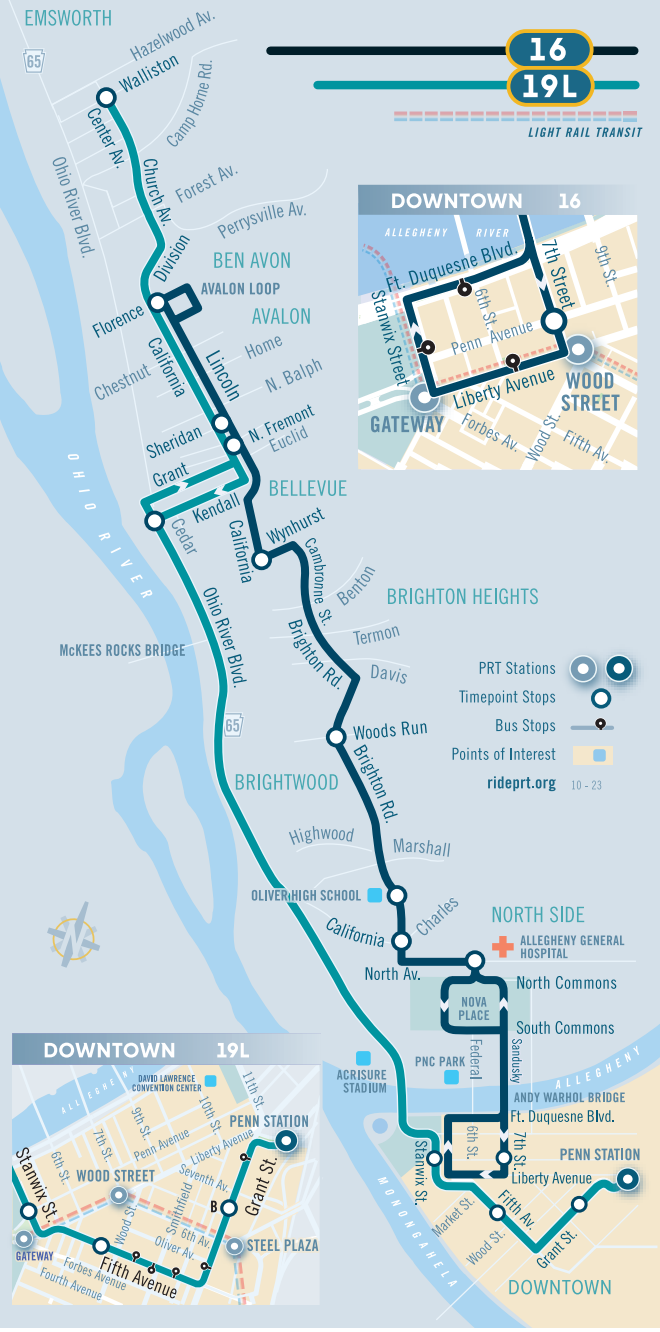 EMSWORTH
Hazelwood Av.
65
Walliston
Center Av.
Camp Horne Rd.
Ohio River Blvd.
Church Av.
Forest Av.
Perrysville Av.
Division
BEN AVON
AVALON LOOP
Florence
AVALON
California
Lincoln
Home
Chestnut
N. Balph
Sheridan
N. Fremont
Euclid
Grant
Kendall
BELLEVUE
Cedar
California
Wynhurst
OHIO RIVER
Cambronne St.
Benton
BRIGHTON HEIGHTS
Ohio River Blvd.
Brighton Rd.
Termon
McKEES ROCKS BRIDGE
Davis
65
Woods Run
Brighton Rd.
BRIGHTWOOD
Highwood
Marshall
OLIVER HIGH SCHOOL
California
Charles
NORTH SIDE
ALLEGHENY GENERAL
HOSPITAL
North Av.
North Commons
NOVA
PLACE
South Commons
Federal
Sandusky
PNC PARK
ACRISURE
STADIUM
ALLEGHENY
ANDY WARHOL BRIDGE
Ft. Duquesne Blvd.
6th St.
7th St.
Liberty Avenue
PENN STATION
Stanwix St.
Market St.
Fifth Av.
Wood St.
Grant St.
MONONGAHELA
DOWNTOWN
16
19L
LIGHT RAIL TRANSIT
DOWNTOWN 16
ALLEGHENY RIVER
Ft. Duquesne Blvd.
7th Street
9th St.
Stanwix Street
6th St.
Penn Avenue
Liberty Avenue
WOOD
STREET
GATEWAY
Forbes Av.
Wood St.
Fifth Av.
PRT Stations
Timepoint Stops
Bus Stops
Points of Interest
rideprt.org
10 - 23
N
DOWNTOWN 19L
ALLEGHENY
DAVID LAWRENCE
CONVENTION CENTER
11th St.
10th St.
9th St.
7th St.
6th St.
Penn Avenue
Liberty Avenue
PENN STATION
Stanwix St.
WOOD STREET
Seventh Av.
Smithfield
Grant St.
B
Wood St.
6th Av.
Oliver Av.
STEEL PLAZA
GATEWAY
Fifth Avenue
Forbes Avenue
Fourth Avenue